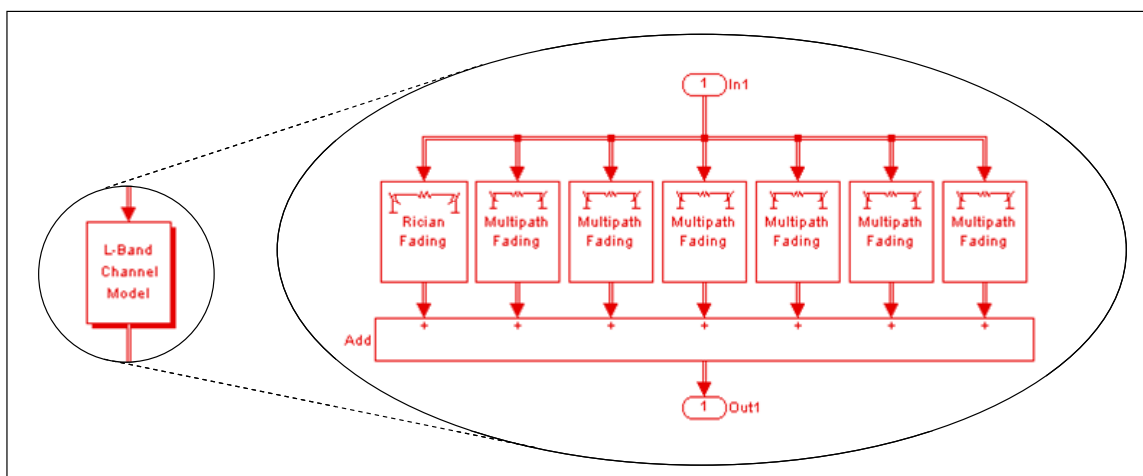 1
In1
Rician
Fading
Multipath
Fading
Multipath
Fading
Multipath
Fading
Multipath
Fading
Multipath
Fading
Multipath
Fading
L-Band
Channel
Model
+ + + + + + +
Add
1
Out1